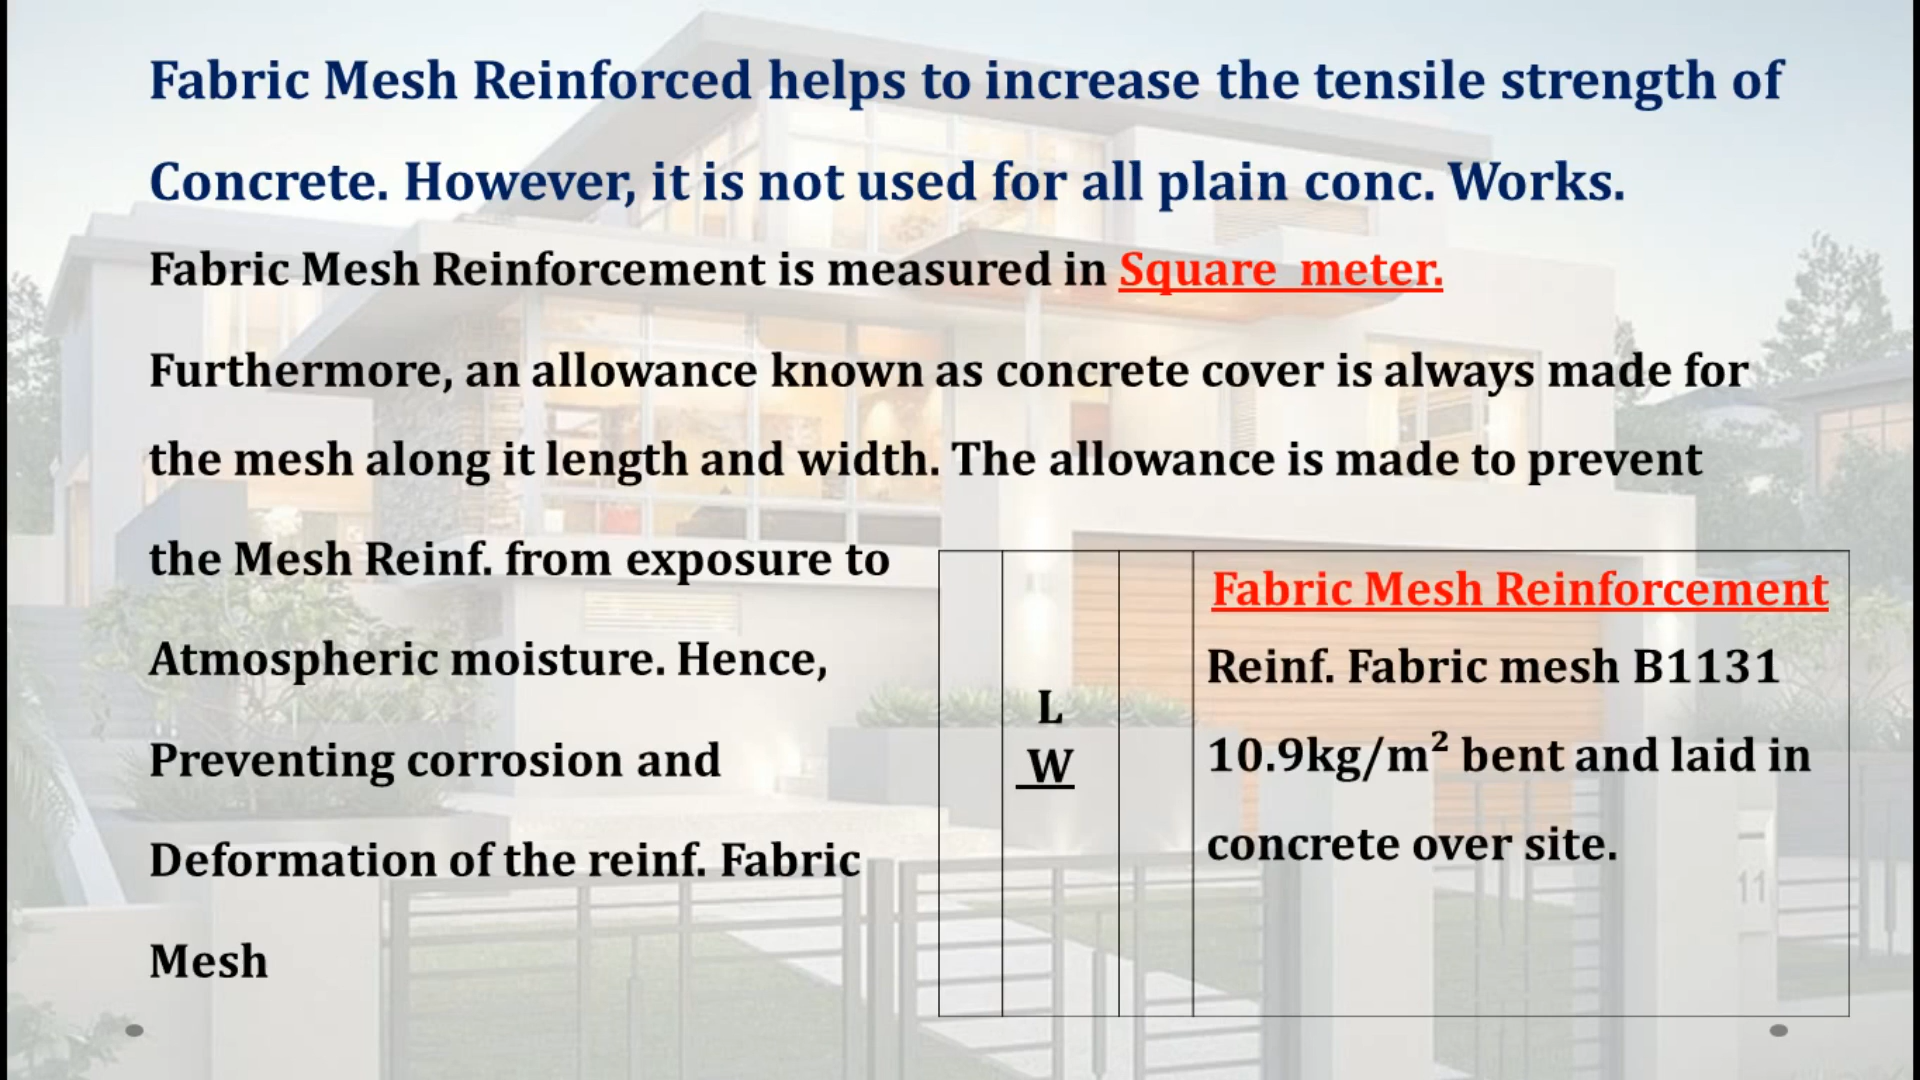 Fabric Mesh Reinforced helps to increase the tensile strength of
Concrete. However, it is not used for all plain conc. Works.
Fabric Mesh Reinforcement is measured in Square meter.
Furthermore, an allowance known as concrete cover is always made for
the mesh along it length and width. The allowance is made to prevent
the Mesh Reinf. from exposure to
Atmospheric moisture. Hence,
Preventing corrosion and
Deformation of the reinf. Fabric
Mesh
L
W
Fabric Mesh Reinforcement
Reinf. Fabric mesh B1131
10.9kg/m² bent and laid in
concrete over site.
11